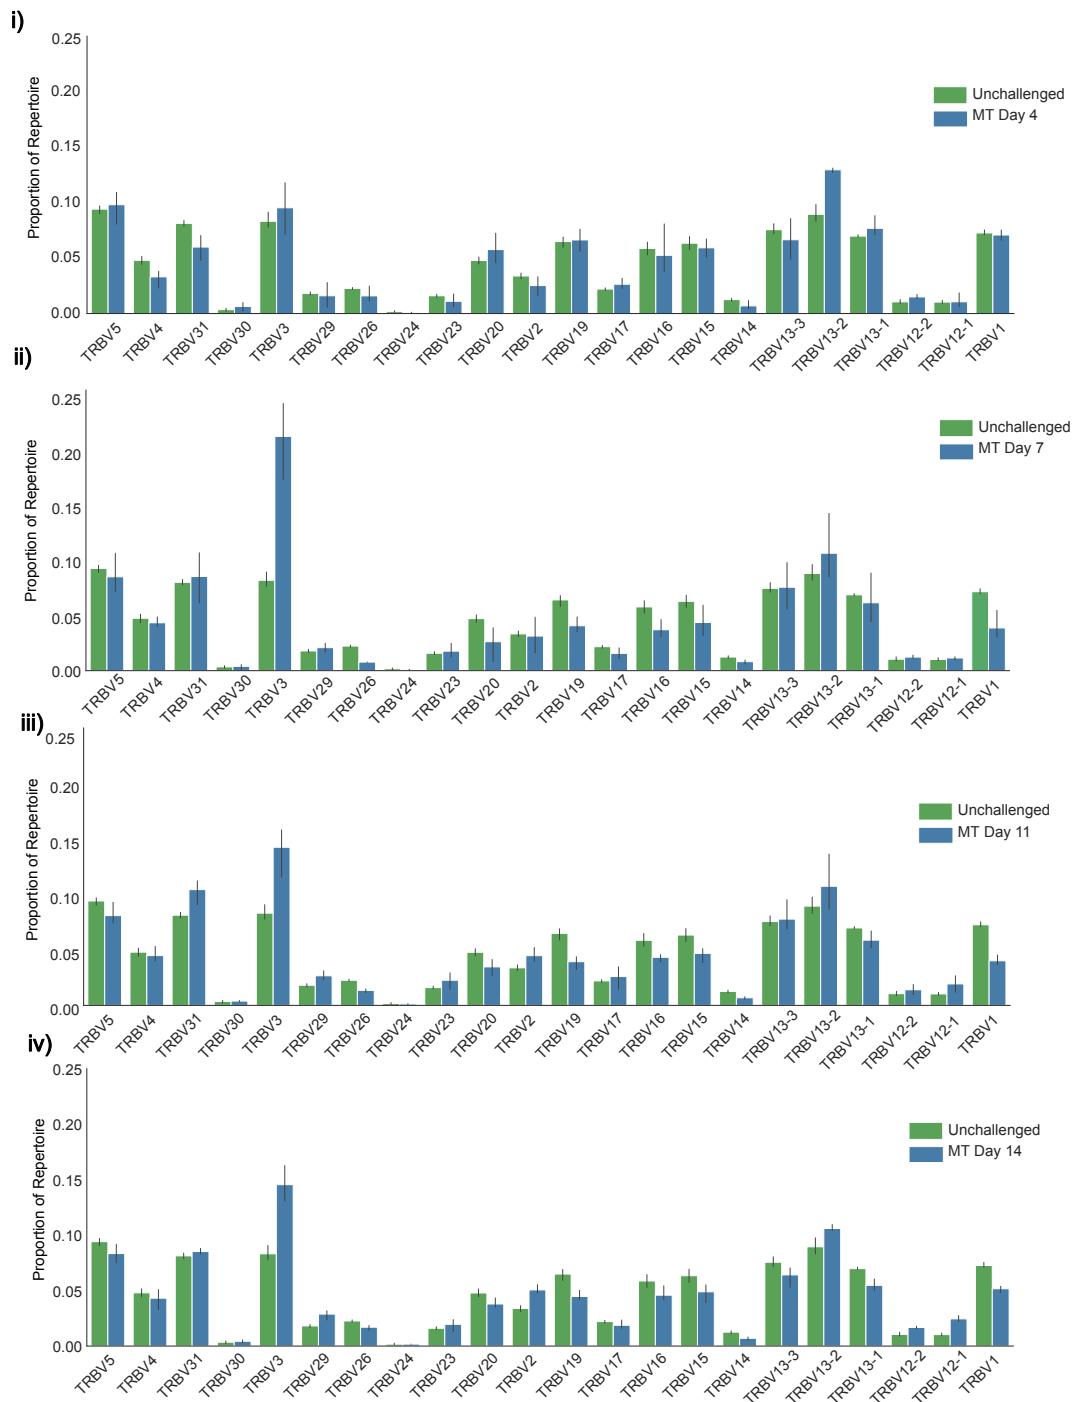 i)
0.25
0.20
0.15
0.10
0.05
0.00
Proportion of Repertoire
Unchallenged
MT Day 4
TRBV5 TRBV4 TRBV31 TRBV30 TRBV3 TRBV29 TRBV26 TRBV24 TRBV23 TRBV20 TRBV2 TRBV19 TRBV17 TRBV16 TRBV15 TRBV14 TRBV13-3 TRBV13-2 TRBV13-1 TRBV12-2 TRBV12-1 TRBV1
ii)
0.25
0.20
0.15
0.10
0.05
0.00
Proportion of Repertoire
Unchallenged
MT Day 7
TRBV5 TRBV4 TRBV31 TRBV30 TRBV3 TRBV29 TRBV26 TRBV24 TRBV23 TRBV20 TRBV2 TRBV19 TRBV17 TRBV16 TRBV15 TRBV14 TRBV13-3 TRBV13-2 TRBV13-1 TRBV12-2 TRBV12-1 TRBV1
iii)
0.25
0.20
0.15
0.10
0.05
0.00
Proportion of Repertoire
Unchallenged
MT Day 11
TRBV5 TRBV4 TRBV31 TRBV30 TRBV3 TRBV29 TRBV26 TRBV24 TRBV23 TRBV20 TRBV2 TRBV19 TRBV17 TRBV16 TRBV15 TRBV14 TRBV13-3 TRBV13-2 TRBV13-1 TRBV12-2 TRBV12-1 TRBV1
iv)
0.25
0.20
0.15
0.10
0.05
0.00
Proportion of Repertoire
Unchallenged
MT Day 14
TRBV5 TRBV4 TRBV31 TRBV30 TRBV3 TRBV29 TRBV26 TRBV24 TRBV23 TRBV20 TRBV2 TRBV19 TRBV17 TRBV16 TRBV15 TRBV14 TRBV13-3 TRBV13-2 TRBV13-1 TRBV12-2 TRBV12-1 TRBV1